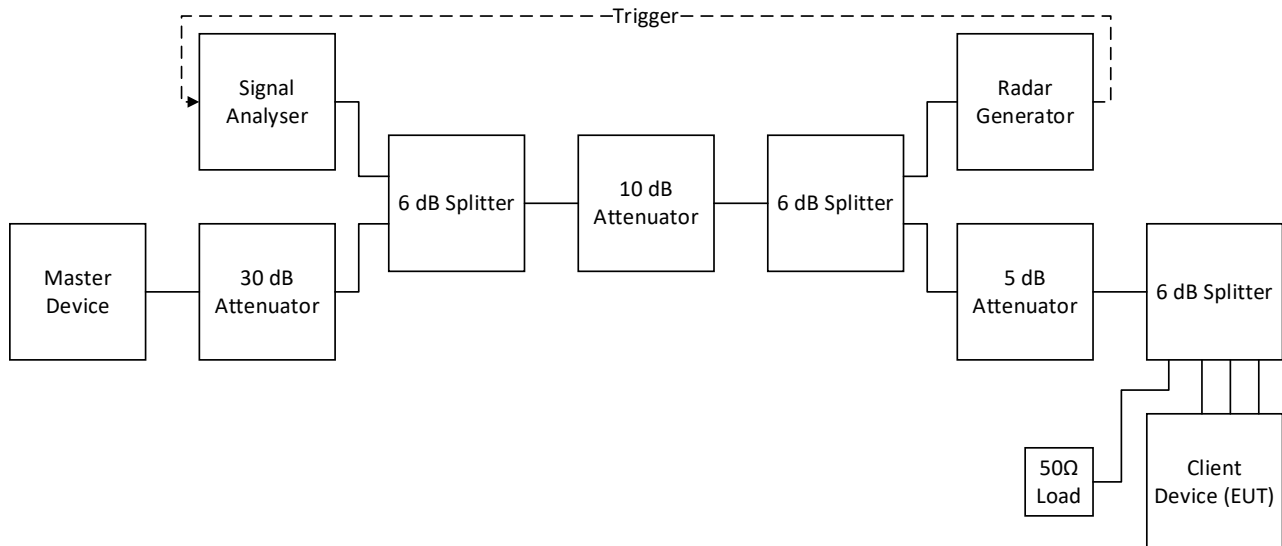 Trigger
Signal
Analyser
Radar
Generator
6 dB Splitter
10 dB
Attenuator
6 dB Splitter
Master
Device
30 dB
Attenuator
5 dB
Attenuator
6 dB Splitter
50Ω
Load
Client
Device (EUT)